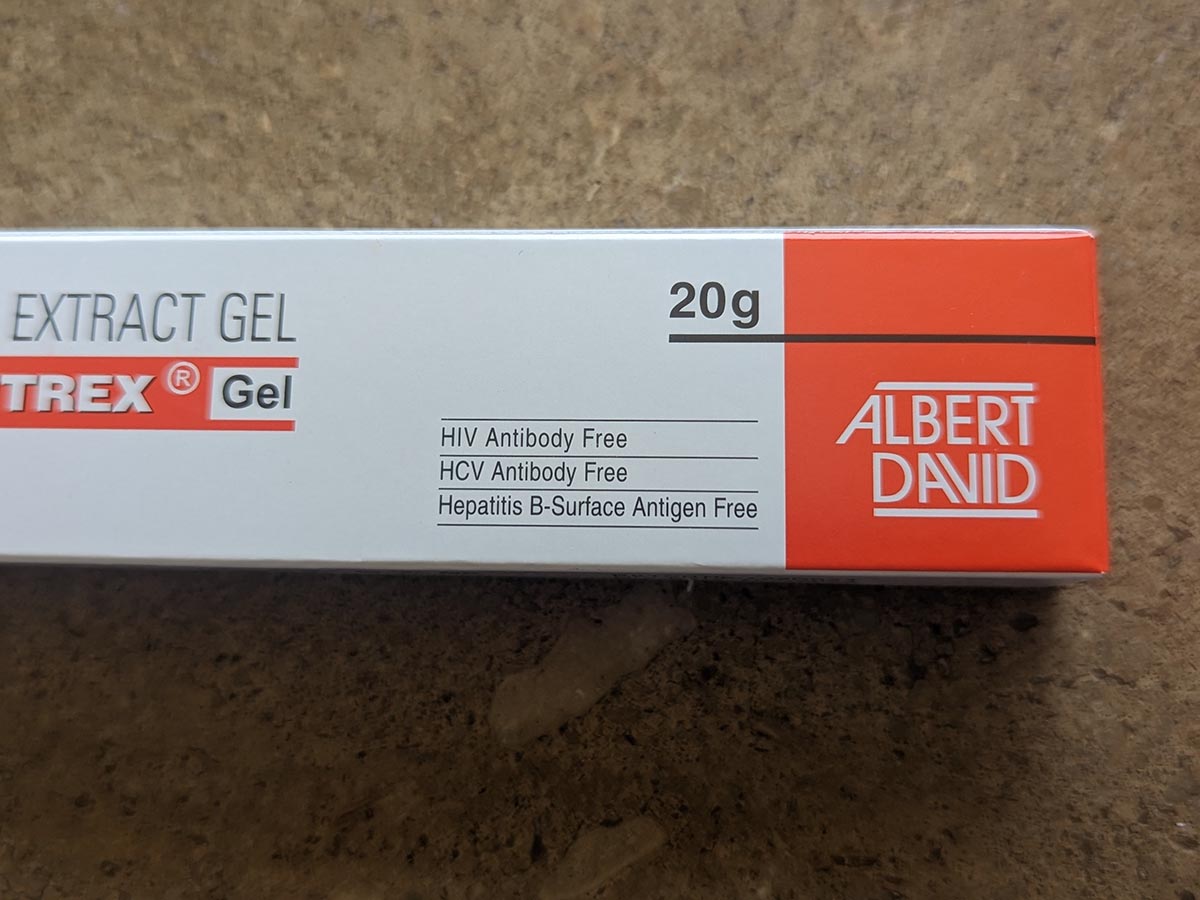 EXTRACT GEL
TREX® Gel
20g
HIV Antibody Free
HCV Antibody Free
Hepatitis B-Surface Antigen Free
ALBERT
DAVID